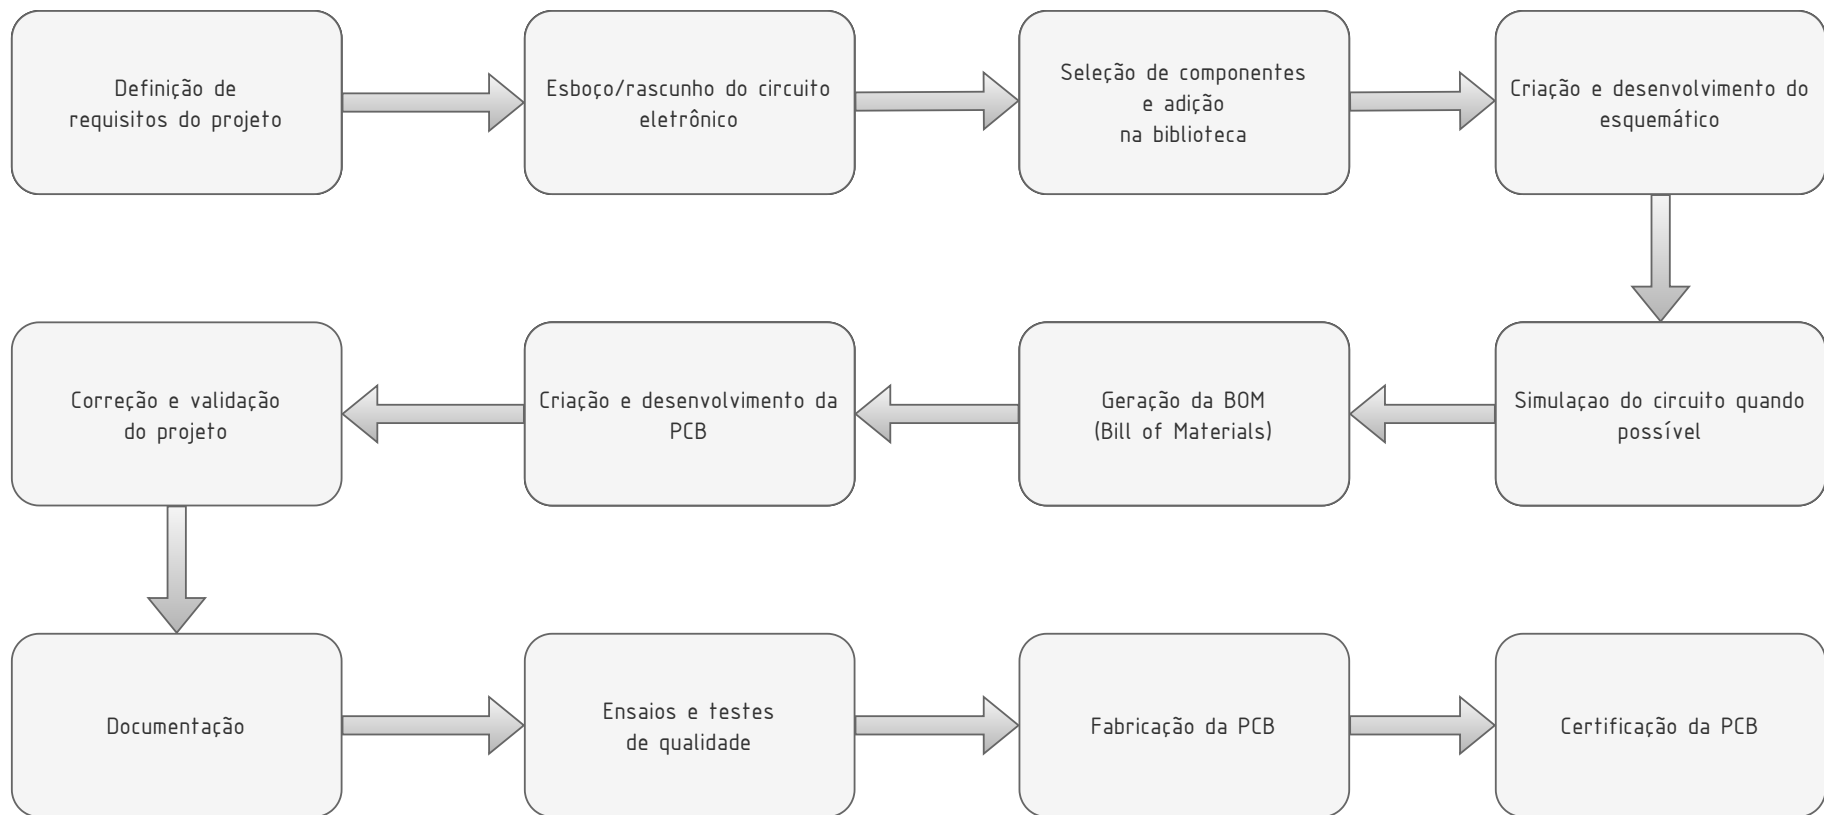 Definição de
requisitos do projeto
Esboço/rascunho do circuito
eletrônico
Seleção de componentes
e adição
na biblioteca
Criação e desenvolvimento do
esquemático
Simulaçao do circuito quando
possível
Geração da BOM
(Bill of Materials)
Criação e desenvolvimento da
PCB
Correção e validação
do projeto
Documentação
Ensaios e testes
de qualidade
Fabricação da PCB
Certificação da PCB